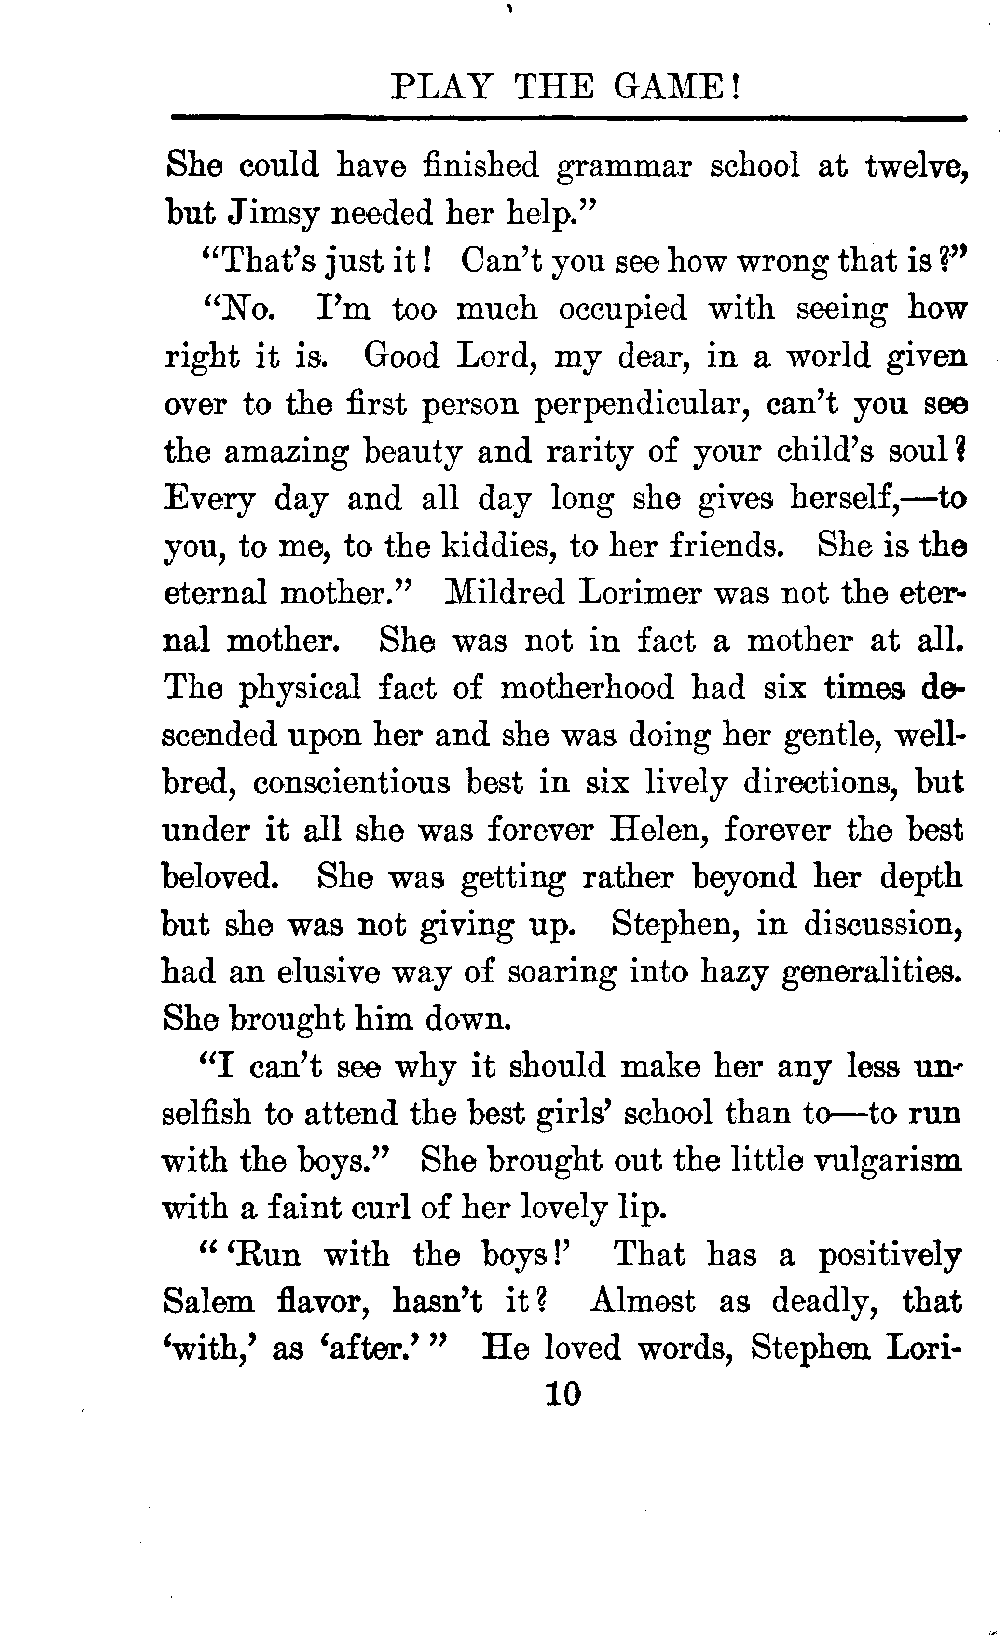 PLAY THE GAME!
She could have finished grammar school at twelve,
but Jimsy needed her help.”
“That’s just it! Can’t you see how wrong that is?”
“No. I’m too much occupied with seeing how
right it is. Good Lord, my dear, in a world given
over to the first person perpendicular, can’t you see
the amazing beauty and rarity of your child’s soul?
Every day and all day long she gives herself,—to
you, to me, to the kiddies, to her friends. She is the
eternal mother.” Mildred Lorimer was not the eter-
nal mother. She was not in fact a mother at all.
The physical fact of motherhood had six times de-
scended upon her and she was doing her gentle, well-
bred, conscientious best in six lively directions, but
under it all she was forever Helen, forever the best
beloved. She was getting rather beyond her depth
but she was not giving up. Stephen, in discussion,
had an elusive way of soaring into hazy generalities.
She brought him down.
“I can’t see why it should make her any less un-
selfish to attend the best girls’ school than to—to run
with the boys.” She brought out the little vulgarism
with a faint curl of her lovely lip.
“ ‘Run with the boys!’ That has a positively
Salem flavor, hasn’t it? Almost as deadly, that
‘with,’ as ‘after.’ ” He loved words, Stephen Lori-
10